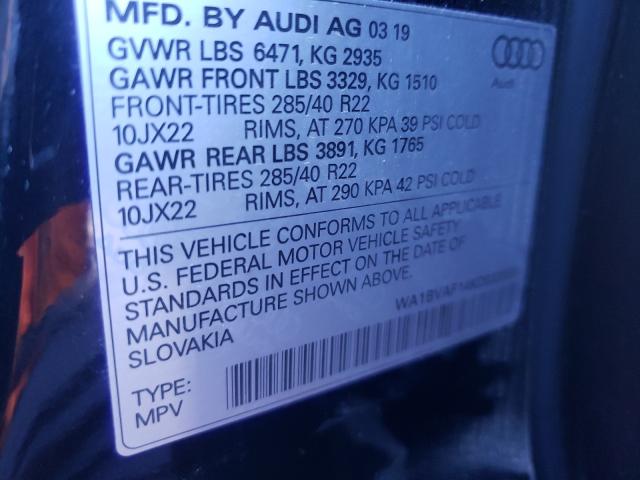 MFD. BY AUDI AG 03 19
GVWR LBS 6471, KG 2935
GAWR FRONT LBS 3329, KG 1510
FRONT-TIRES 285/40 R22
10JX22 RIMS, AT 270 KPA 39 PSI COLD
GAWR REAR LBS 3891, KG 1765
REAR-TIRES 285/40 R22
10JX22 RIMS, AT 290 KPA 42 PSI COLD
Audi
THIS VEHICLE CONFORMS TO ALL APPLICABLE
U.S. FEDERAL MOTOR VEHICLE SAFETY
STANDARDS IN EFFECT ON THE DATE OF
MANUFACTURE SHOWN ABOVE.
SLOVAKIA
TYPE:
MPV